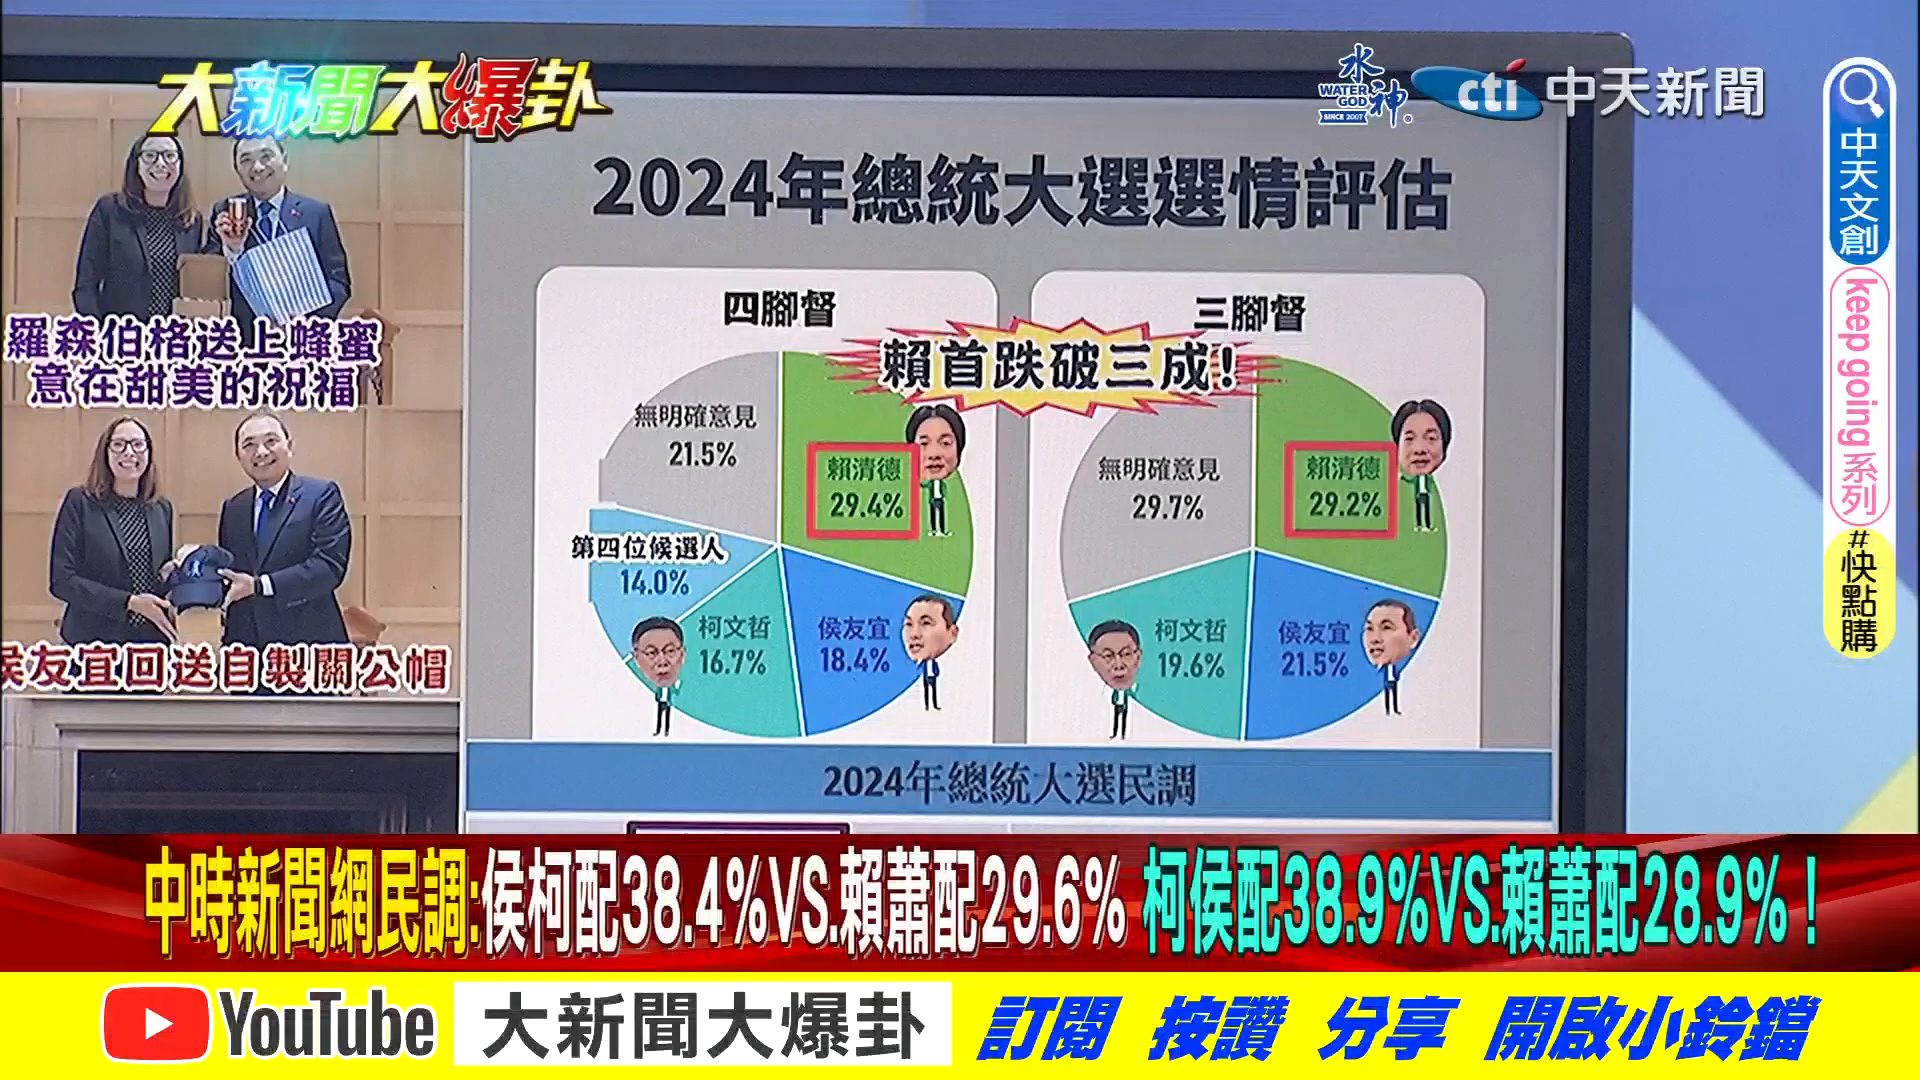 大新聞大爆卦
水神
WATER
GOD
SINCE 2007
cti 中天新聞
中天文創
keep going系列
#快點購
羅森伯格送上蜂蜜
意在甜美的祝福
侯友宜回送自製關公帽
2024年總統大選選情評估
四腳督
三腳督
賴首跌破三成!
無明確意見
21.5%
賴清德
29.4%
第四位候選人
14.0%
柯文哲
16.7%
侯友宜
18.4%
無明確意見
29.7%
賴清德
29.2%
柯文哲
19.6%
侯友宜
21.5%
2024年總統大選民調
中時新聞網民調:侯柯配38.4%VS.賴蕭配29.6% 柯侯配38.9%VS.賴蕭配28.9%！
YouTube 大新聞大爆卦 訂閱 按讚 分享 開啟小鈴鐺